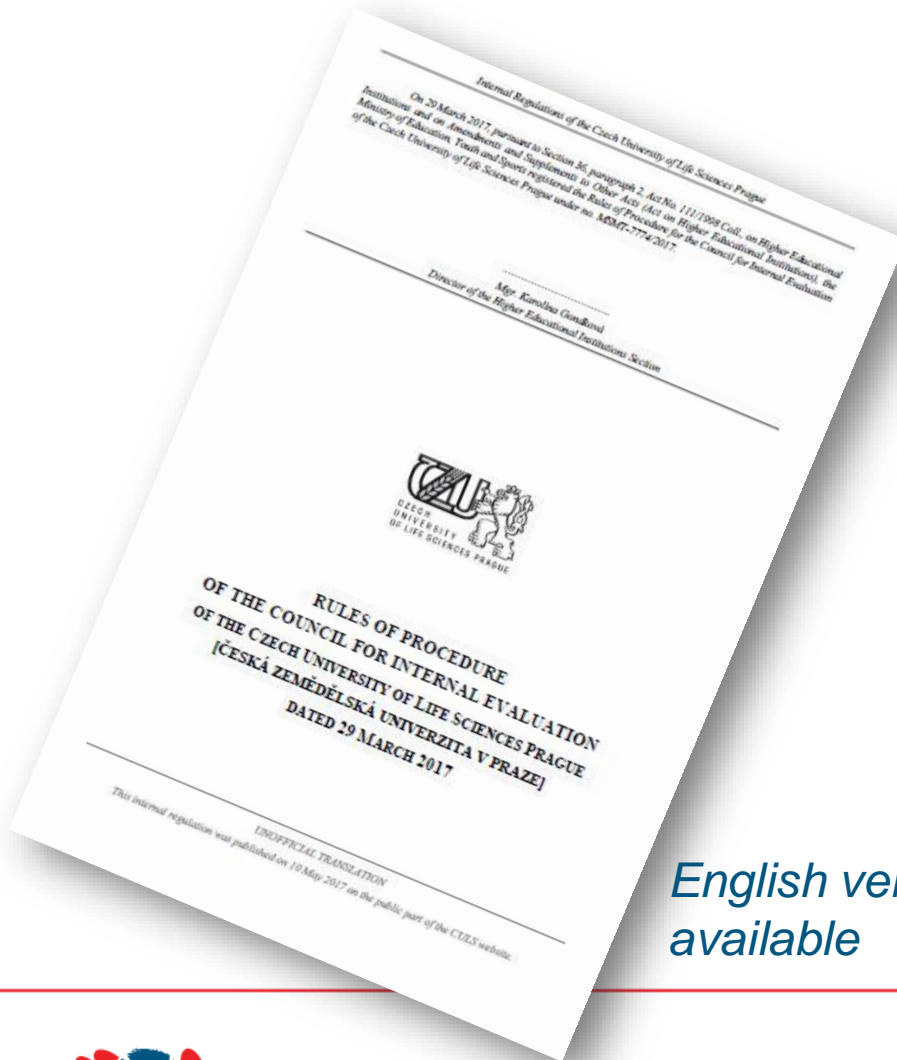 Internal Regulations of the Czech University of Life Sciences Prague
On 29 March 2017, pursuant to Section 36, paragraph 2, Act No. 111/1998 Coll., on Higher Educational
Institutions and on Amendments and Supplements to Other Acts (Act on Higher Educational Institutions), the
Ministry of Education, Youth and Sports registered the Rules of Procedure for the Council for Internal Evaluation
of the Czech University of Life Sciences Prague under no. MSMT-7774/2017.
Mgr. Karolína Gondková
Director of the Higher Educational Institutions Section
CZECH
UNIVERSITY
OF LIFE SCIENCES PRAGUE
RULES OF PROCEDURE
OF THE COUNCIL FOR INTERNAL EVALUATION
OF THE CZECH UNIVERSITY OF LIFE SCIENCES PRAGUE
[ČESKÁ ZEMĚDĚLSKÁ UNIVERZITA V PRAZE]
DATED 29 MARCH 2017
UNOFFICIAL TRANSLATION
This internal regulation was published on 10 May 2017 on the public part of the CULS website.
English ve
available